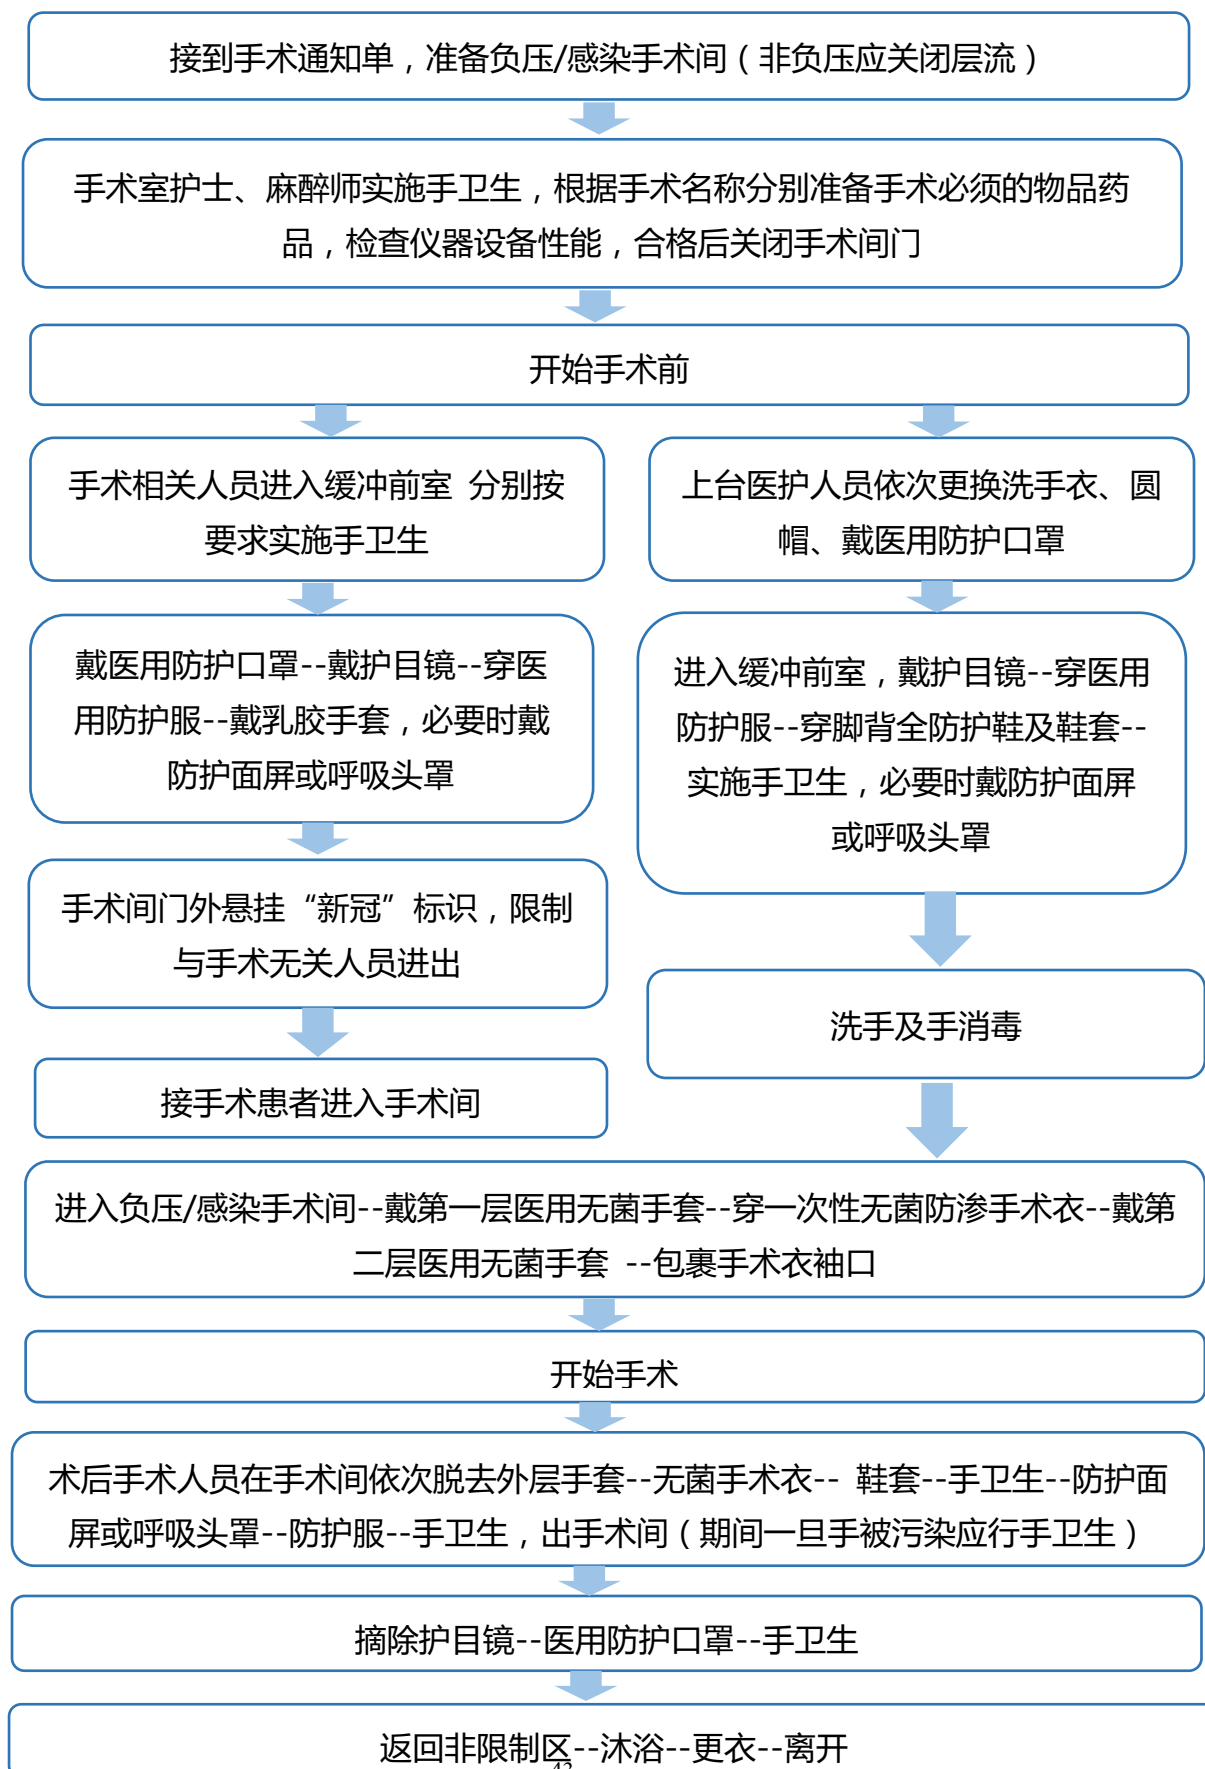 接到手术通知单，准备负压/感染手术间（非负压应关闭层流）
手术室护士、麻醉师实施手卫生，根据手术名称分别准备手术必须的物品药
品，检查仪器设备性能，合格后关闭手术间门
开始手术前
手术相关人员进入缓冲前室 分别按
要求实施手卫生
戴医用防护口罩--戴护目镜--穿医
用防护服--戴乳胶手套，必要时戴
防护面屏或呼吸头罩
手术间门外悬挂“新冠”标识，限制
与手术无关人员进出
接手术患者进入手术间
上台医护人员依次更换洗手衣、圆
帽、戴医用防护口罩
进入缓冲前室，戴护目镜--穿医用
防护服--穿脚背全防护鞋及鞋套--
实施手卫生，必要时戴防护面屏
或呼吸头罩
洗手及手消毒
进入负压/感染手术间--戴第一层医用无菌手套--穿一次性无菌防渗手术衣--戴第
二层医用无菌手套 --包裹手术衣袖口
开始手术
术后手术人员在手术间依次脱去外层手套--无菌手术衣-- 鞋套--手卫生--防护面
屏或呼吸头罩--防护服--手卫生，出手术间（期间一旦手被污染应行手卫生）
摘除护目镜--医用防护口罩--手卫生
返回非限制区--沐浴--更衣--离开